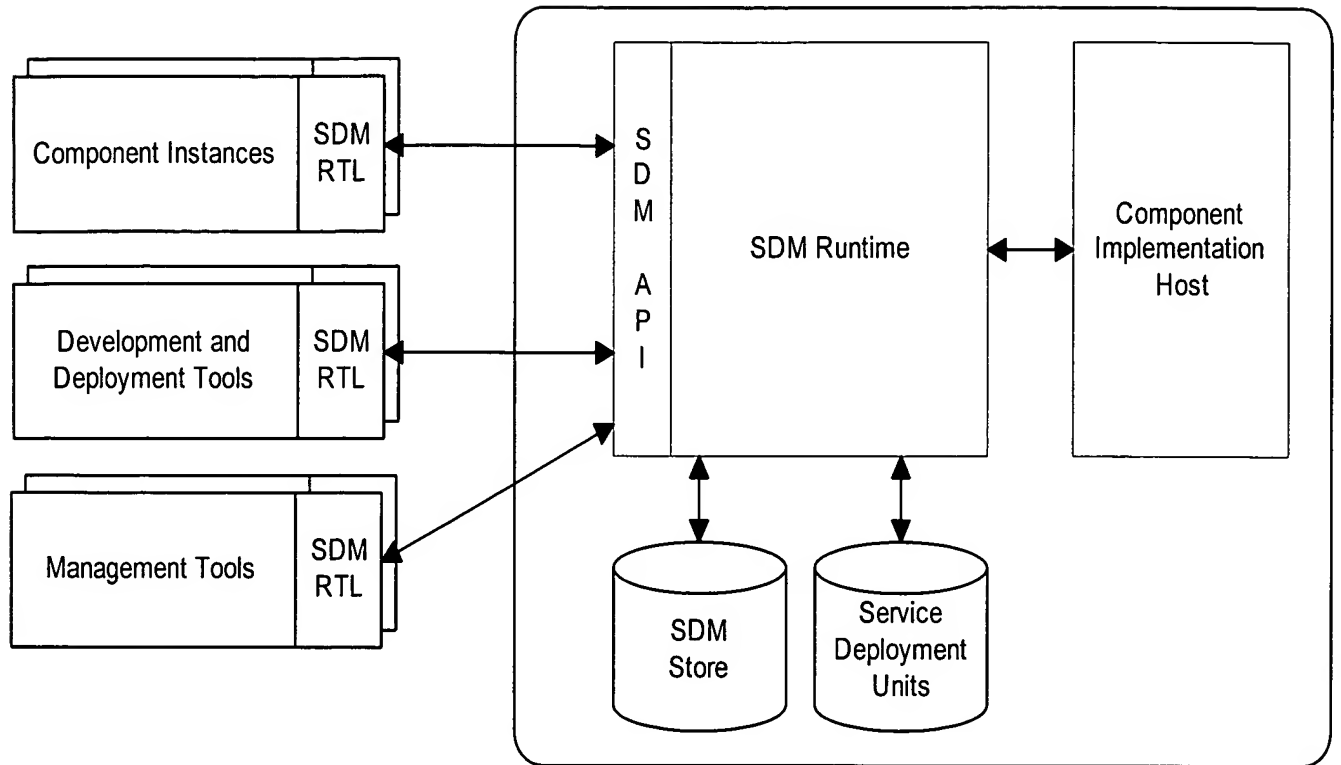 Component Instances
SDM
RTL
Development and
Deployment Tools
SDM
RTL
Management Tools
SDM
RTL
S
D
M
A
P
I
SDM Runtime
Component
Implementation
Host
SDM
Store
Service
Deployment
Units